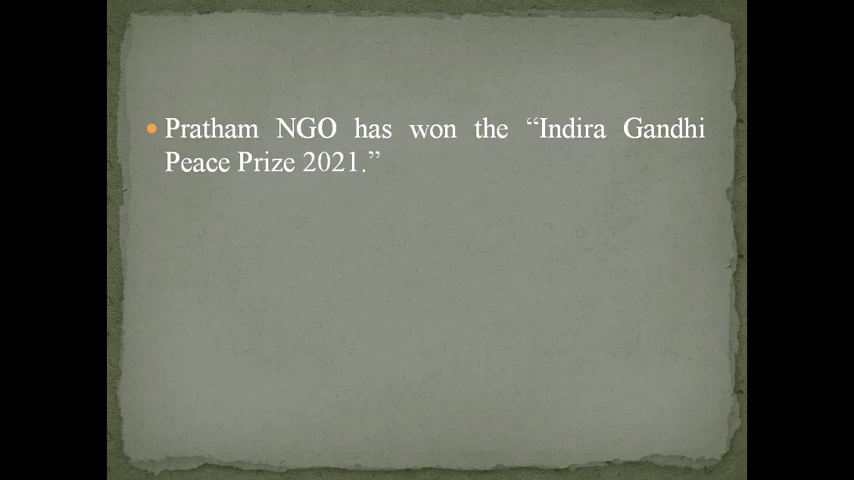 Pratham NGO has won the “Indira Gandhi
Peace Prize 2021.”